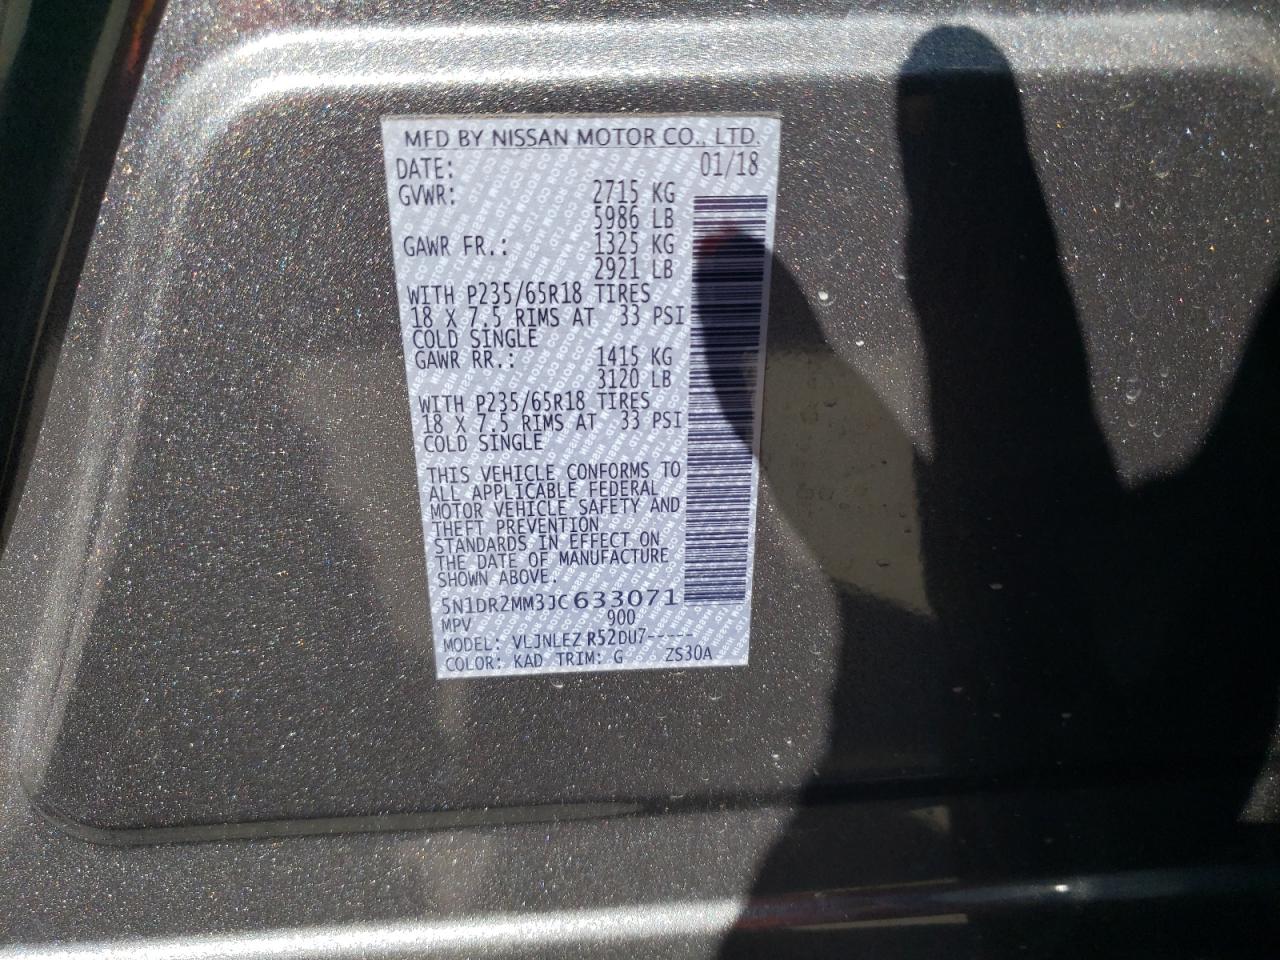 MFD BY NISSAN MOTOR CO., LTD.
DATE: 01/18
GVWR: 2715 KG
5986 LB
GAWR FR.: 1325 KG
2921 LB
WITH P235/65R18 TIRES
18 X 7.5 RIMS AT 33 PSI
COLD SINGLE
GAWR RR.: 1415 KG
3120 LB
WITH P235/65R18 TIRES
18 X 7.5 RIMS AT 33 PSI
COLD SINGLE
THIS VEHICLE CONFORMS TO
ALL APPLICABLE FEDERAL
MOTOR VEHICLE SAFETY AND
THEFT PREVENTION
STANDARDS IN EFFECT ON
THE DATE OF MANUFACTURE
SHOWN ABOVE.
5N1DR2MM3JC633071
MPV 900
MODEL: VLJNLEZ R52DU7-----
COLOR: KAD TRIM: G ZS30A